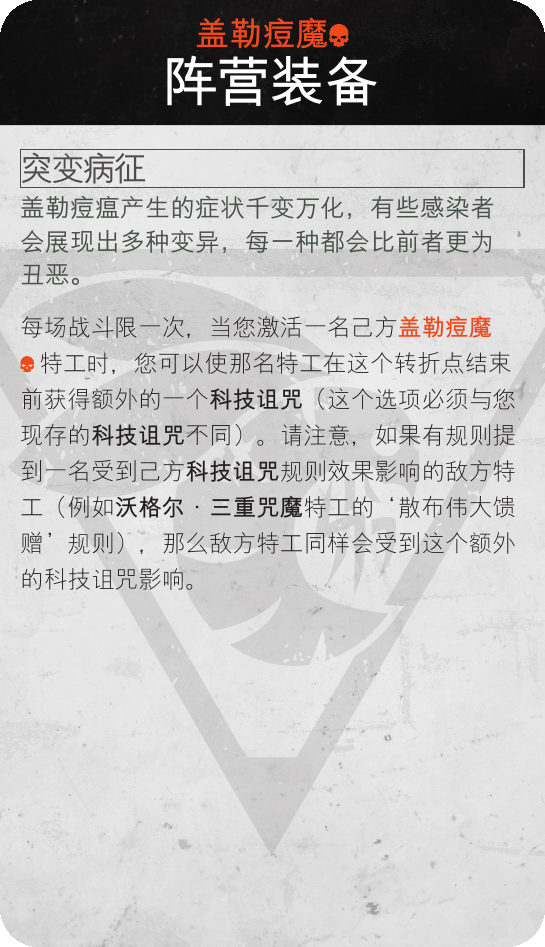 盖勒痘魔
阵营装备
突变病征
盖勒痘瘟产生的症状千变万化，有些感染者
会展现出多种变异，每一种都会比前者更为
丑恶。
每场战斗限一次，当您激活一名己方盖勒痘魔
特工时，您可以使那名特工在这个转折点结束
前获得额外的一个科技诅咒（这个选项必须与您
现存的科技诅咒不同）。请注意，如果有规则提
到一名受到己方科技诅咒规则效果影响的敌方特
工（例如沃格尔·三重咒魔特工的‘散布伟大馈
赠’规则），那么敌方特工同样会受到这个额外
的科技诅咒影响。